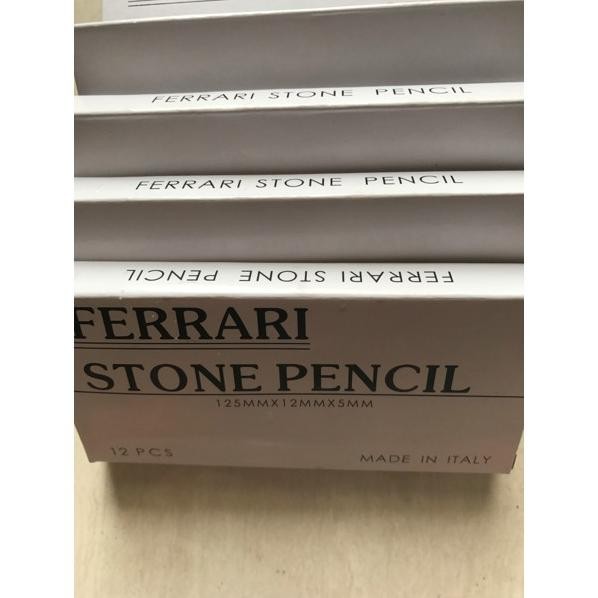 FERRARI STONE PENCIL
FERRARI STONE PENCIL
FERRARI STONE PENCIL
FERRARI
STONE PENCIL
125MMX12MMX5MM
12 PCS
MADE IN ITALY